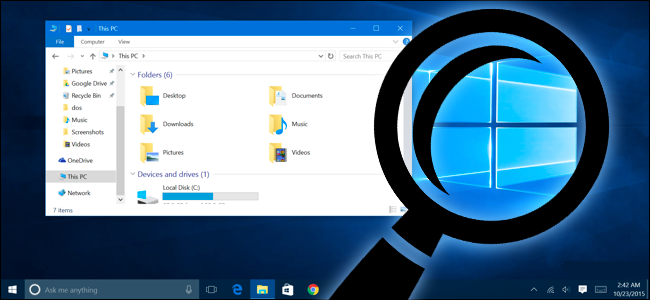 This PC
File Computer View
This PC Search This PC
Pictures
Google Drive
Recycle Bin
dos
Music
Screenshots
Videos
OneDrive
This PC
Network
Folders (6)
Desktop Documents
Downloads Music
Pictures Videos
Devices and drives (1)
Local Disk (C:)
7 items
Ask me anything
2:42 AM
10/23/2015